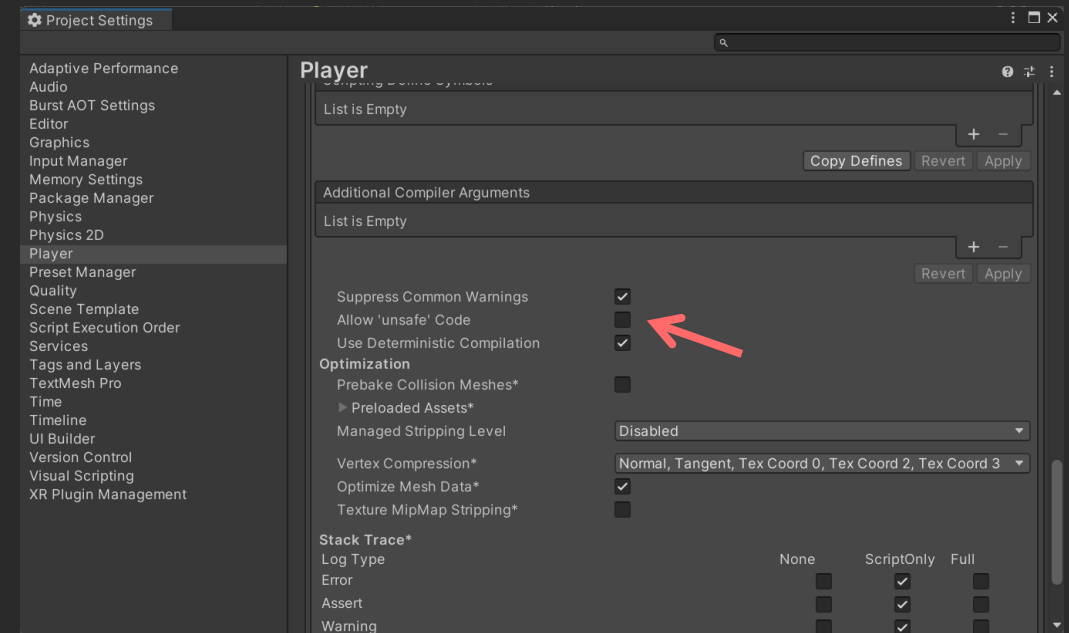 Project Settings
Adaptive Performance
Audio
Burst AOT Settings
Editor
Graphics
Input Manager
Memory Settings
Package Manager
Physics
Physics 2D
Player
Preset Manager
Quality
Scene Template
Script Execution Order
Services
Tags and Layers
TextMesh Pro
Time
Timeline
UI Builder
Version Control
Visual Scripting
XR Plugin Management
Player
Scripting Define Symbols
List is Empty
Copy Defines Revert Apply
Additional Compiler Arguments
List is Empty
Revert Apply
Suppress Common Warnings
Allow 'unsafe' Code
Use Deterministic Compilation
Optimization
Prebake Collision Meshes*
Preloaded Assets*
Managed Stripping Level Disabled
Vertex Compression* Normal, Tangent, Tex Coord 0, Tex Coord 2, Tex Coord 3
Optimize Mesh Data*
Texture MipMap Stripping*
Stack Trace*
Log Type None ScriptOnly Full
Error
Assert
Warning